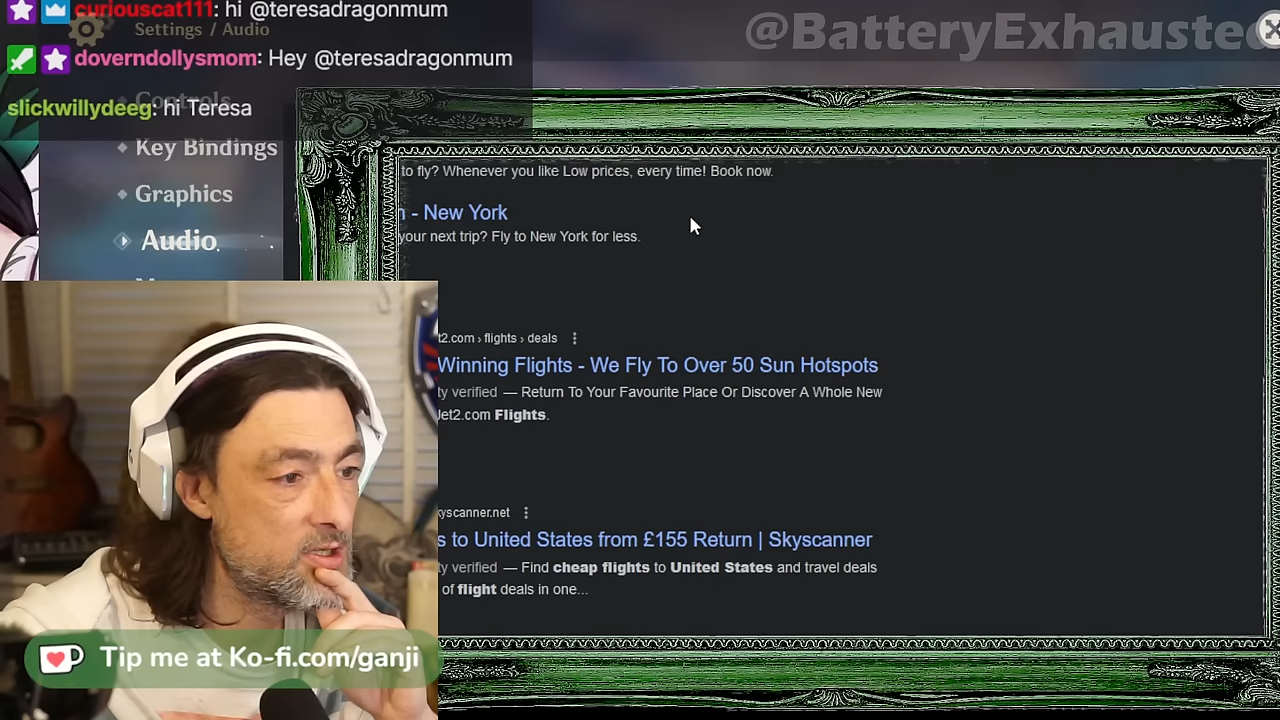 curiouscat111: hi @teresadragonmum
Settings / Audio
@BatteryExhausted
doverndollysmom: Hey @teresadragonmum
Controls
slickwillydeeg: hi Teresa
Key Bindings
Graphics
Audio
to fly? Whenever you like Low prices, every time! Book now.
- New York
your next trip? Fly to New York for less.
t2.com › flights › deals
Winning Flights - We Fly To Over 50 Sun Hotspots
ty verified — Return To Your Favourite Place Or Discover A Whole New
Jet2.com Flights.
kyscanner.net
s to United States from £155 Return | Skyscanner
ty verified — Find cheap flights to United States and travel deals
of flight deals in one...
Tip me at Ko-fi.com/ganji